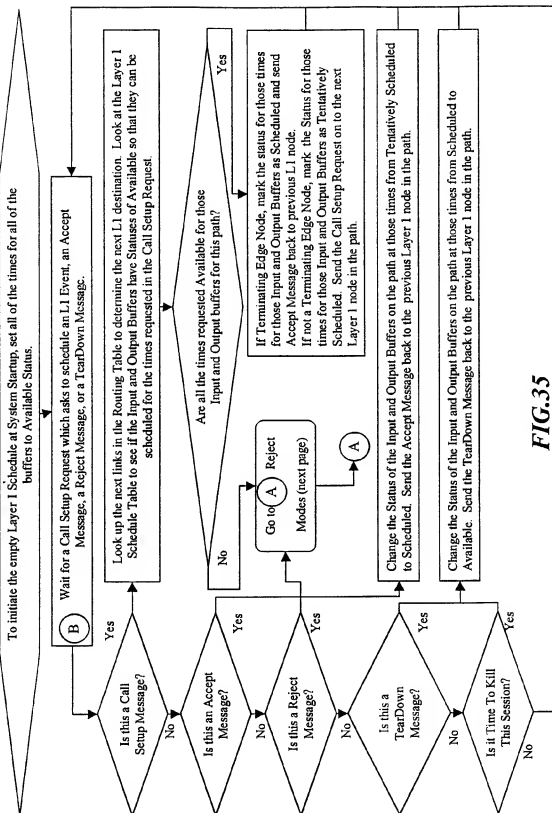 To initiate the empty Layer 1 Schedule at System Startup, set all of the times for all of the
buffers to Available Status.
B
Wait for a Call Setup Request which asks to schedule an L1 Event, an Accept
Message, a Reject Message, or a TearDown Message.
Is this a Call
Setup Message?
Yes
No
Look up the next links in the Routing Table to determine the next L1 destination. Look at the Layer 1
Schedule Table to see if the Input and Output Buffers have Statuses of Available so that they can be
scheduled for the times requested in the Call Setup Request.
Are all the times requested Available for those
Input and Output buffers for this path?
Yes
No
If Terminating Edge Node, mark the status for those times
for those Input and Output Buffers as Scheduled and send
Accept Message back to previous L1 node.
If not a Terminating Edge Node, mark the Status for those
times for those Input and Output Buffers as Tentatively
Scheduled. Send the Call Setup Request on to the next
Layer 1 node in the path.
Is this an Accept
Message?
Yes
No
Go to A Reject
Modes (next page)
A
Is this a Reject Message?
Yes
No
Change the Status of the Input and Output Buffers on the path at those times from Tentatively Scheduled
to Scheduled. Send the Accept Message back to the previous Layer 1 node in the path.
Is this a
TearDown
Message?
Yes
No
Change the Status of the Input and Output Buffers on the path at those times from Scheduled to
Available. Send the TearDown Message back to the previous Layer 1 node in the path.
Is it Time To Kill
This Session?
Yes
No
FIG.35